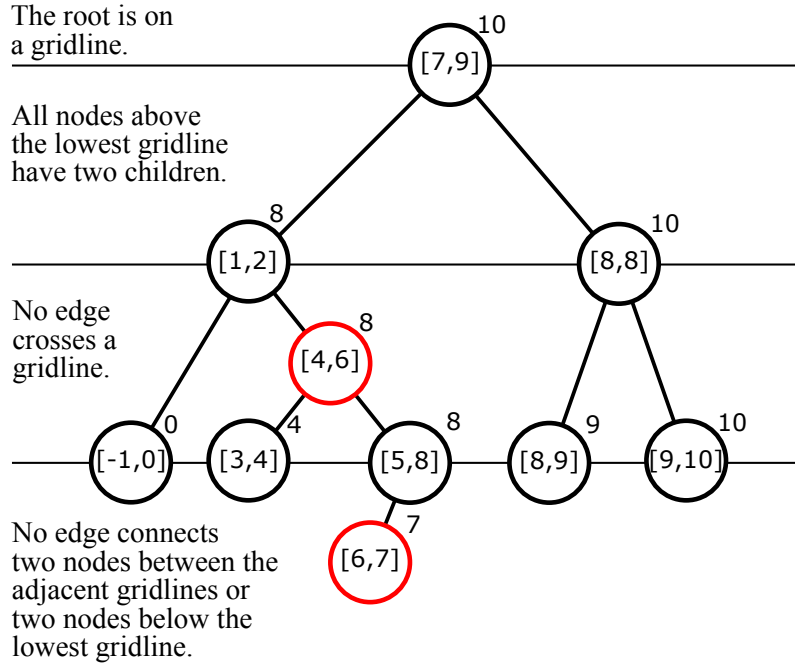 The root is on
a gridline.
10
[7,9]
All nodes above
the lowest gridline
have two children.
8
[1,2]
10
[8,8]
No edge
crosses a
gridline.
8
[4,6]
0
[-1,0]
4
[3,4]
8
[5,8]
9
[8,9]
10
[9,10]
No edge connects
two nodes between the
adjacent gridlines or
two nodes below the
lowest gridline.
7
[6,7]